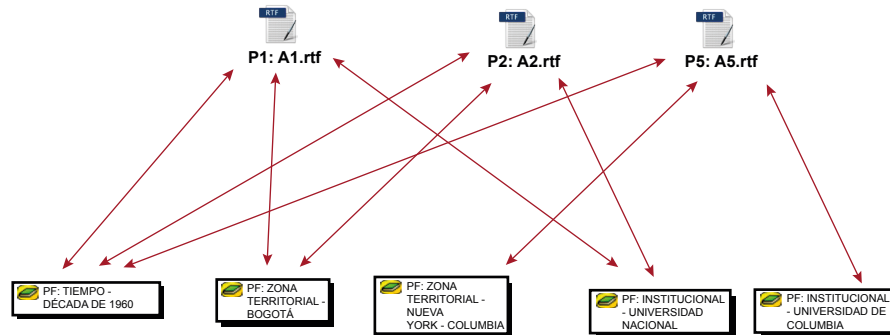 RTF
RTF
RTF
P1: A1.rtf
P2: A2.rtf
P5: A5.rtf
PF: TIEMPO -
DÉCADA DE 1960
PF: ZONA
TERRITORIAL -
BOGOTÁ
PF: ZONA
TERRITORIAL -
NUEVA
YORK - COLUMBIA
PF: INSTITUCIONAL
- UNIVERSIDAD
NACIONAL
PF: INSTITUCIONAL
- UNIVERSIDAD DE
COLUMBIA